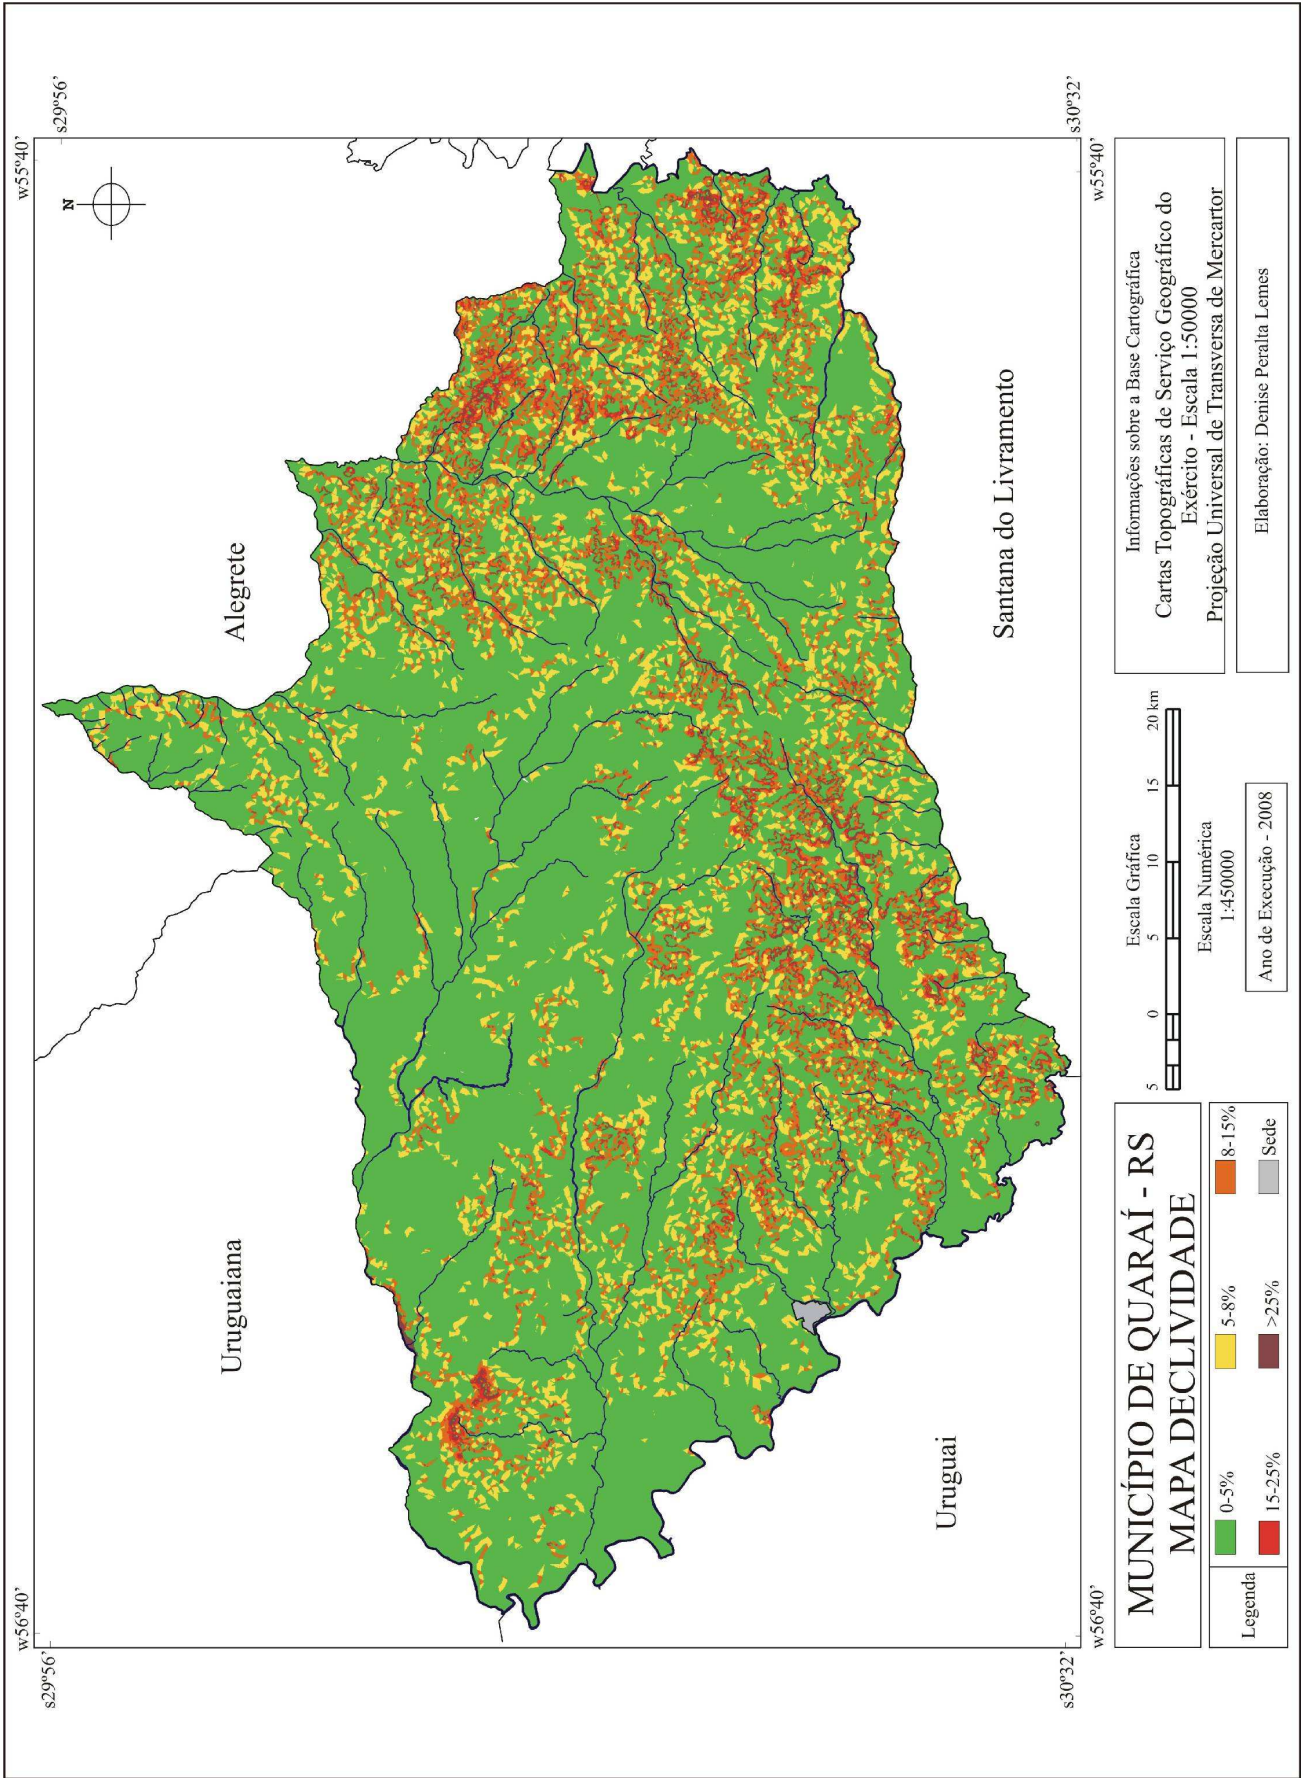 w56º40’
w55º40’
s29º56’
s29º56’
N
Alegrete
Uruguaiana
Santana do Livramento
Uruguai
s30º32’
s30º32’
w56º40’
w55º40’
MUNICÍPIO DE QUARAÍ - RS
MAPA DECLIVIDADE
Legenda
0-5%
5-8%
8-15%
15-25%
>25%
Sede
Escala Gráfica
5 0 5 10 15 20 km
Escala Numérica
1:450000
Ano de Execução - 2008
Informações sobre a Base Cartográfica
Cartas Topográficas de Serviço Geográfico do
Exército - Escala 1:50000
Projeção Universal de Transversa de Mercartor
Elaboração: Denise Peralta Lemes